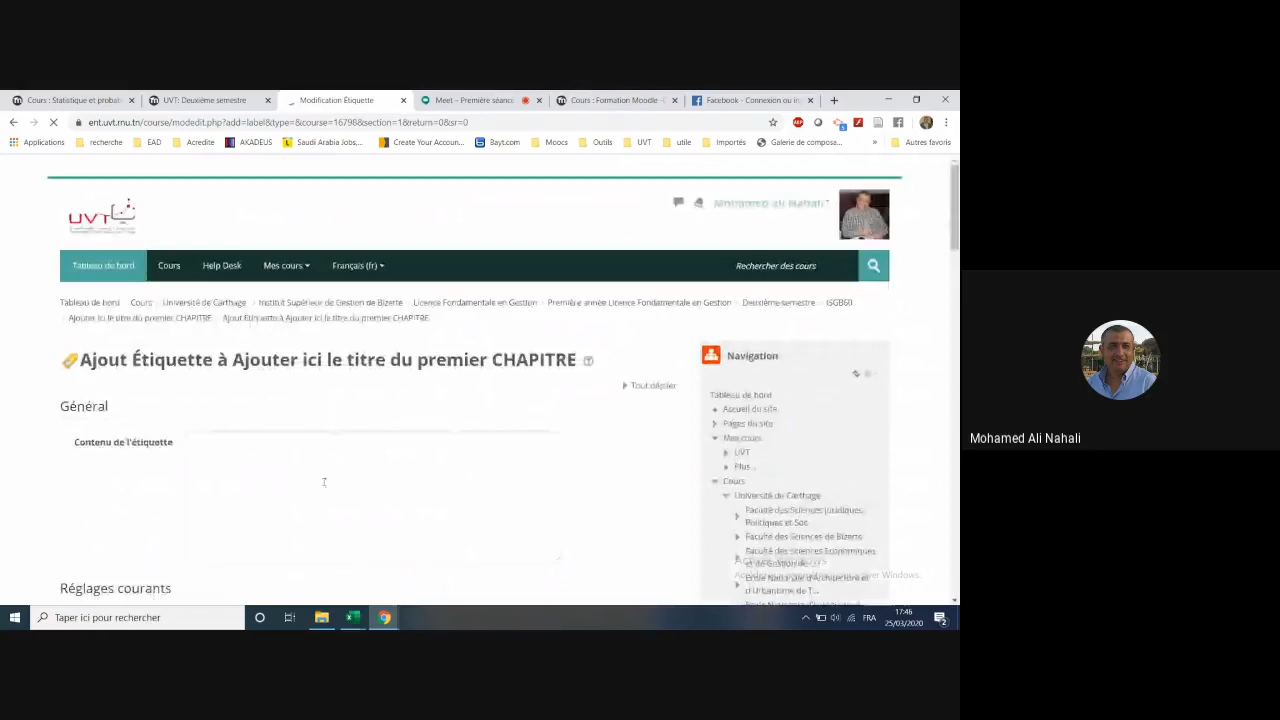 Cours : Statistique et probab
UVT: Deuxième semestre
Modification Étiquette
Meet – Première séance
Cours : Formation Moodle -
Facebook - Connexion ou in
ent.uvt.rnu.tn/course/modedit.php?add=label&type=&course=16798&section=1&return=0&sr=0
Applications
recherche
EAD
Acredite
AKADEUS
Saudi Arabia Jobs,...
Create Your Accoun...
Bayt.com
Moocs
Outils
UVT
utile
Importés
Galerie de composa...
»
Autres favoris
UVT
Mohamed ali Nahali
Tableau de bord
Cours
Help Desk
Mes cours
Français (fr)
Rechercher des cours
Tableau de bord Cours Université de Carthage Institut Supérieure de Gestion de Bizerte Licence Fondamentale en Gestion Première année Licence Fondamentale en Gestion Deuxième semestre ISGB60
Ajouter ici le titre du premier CHAPITRE Ajout Étiquette à Ajouter ici le titre du premier CHAPITRE
Ajout Étiquette à Ajouter ici le titre du premier CHAPITRE
Tout déplier
Général
Contenu de l'étiquette
Réglages courants
Navigation
Tableau de bord
Accueil du site
Pages du site
Mes cours
UVT
Plus...
Cours
Université de Carthage
Faculté des Sciences Juridiques,
Politiques et Soc
Faculté des Sciences de Bizerte
Faculté des Sciences Economiques
et de Gestion de
Ecole Nationale d'Architecture et
d'Urbanisme de T...
Windows.
Taper ici pour rechercher
FRA
17:46
25/03/2020
2
Mohamed Ali Nahali